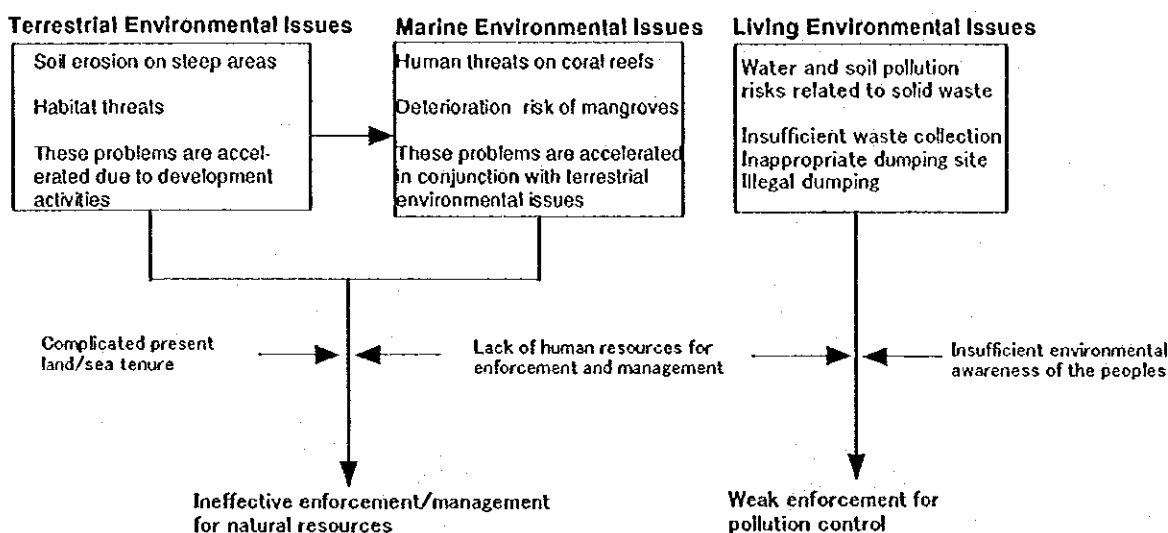 Terrestrial Environmental Issues
Soil erosion on steep areas
Habitat threats
These problems are accel-
erated due to development
activities
Marine Environmental Issues
Human threats on coral reefs
Deterioration risk of mangroves
These problems are accelerated
in conjunction with terrestrial
environmental issues
Living Environmental Issues
Water and soil pollution
risks related to solid waste
Insufficient waste collection
Inappropriate dumping site
Illegal dumping
Complicated present
land/sea tenure
Lack of human resources for
enforcement and management
Insufficient environmental
awareness of the peoples
Ineffective enforcement/management
for natural resources
Weak enforcement for
pollution control